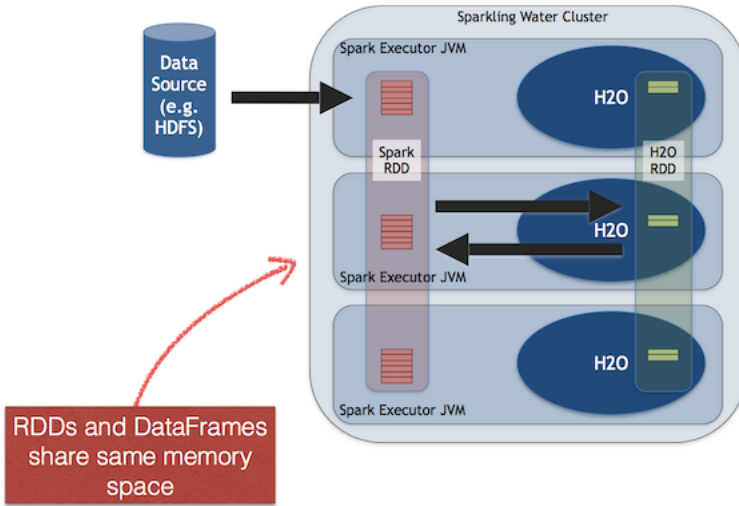 Sparkling Water Cluster
Spark Executor JVM
Data
Source
(e.g.
HDFS)
H2O
Spark
RDD
H2O
RDD
H2O
Spark Executor JVM
H2O
Spark Executor JVM
RDDs and DataFrames
share same memory
space